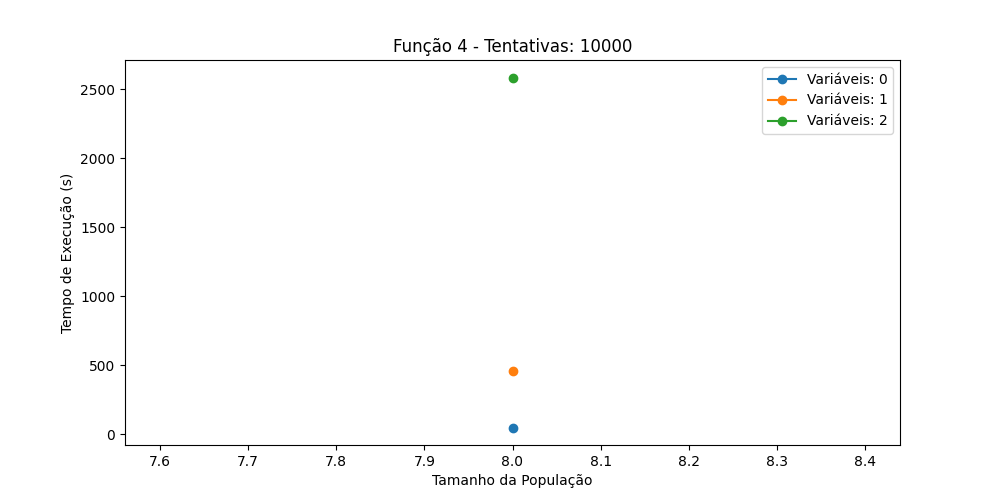 Função 4 - Tentativas: 10000
Variáveis: 0
Variáveis: 1
Variáveis: 2
Tempo de Execução (s)
2500
2000
1500
1000
500
0
7.6 7.7 7.8 7.9 8.0 8.1 8.2 8.3 8.4
Tamanho da População